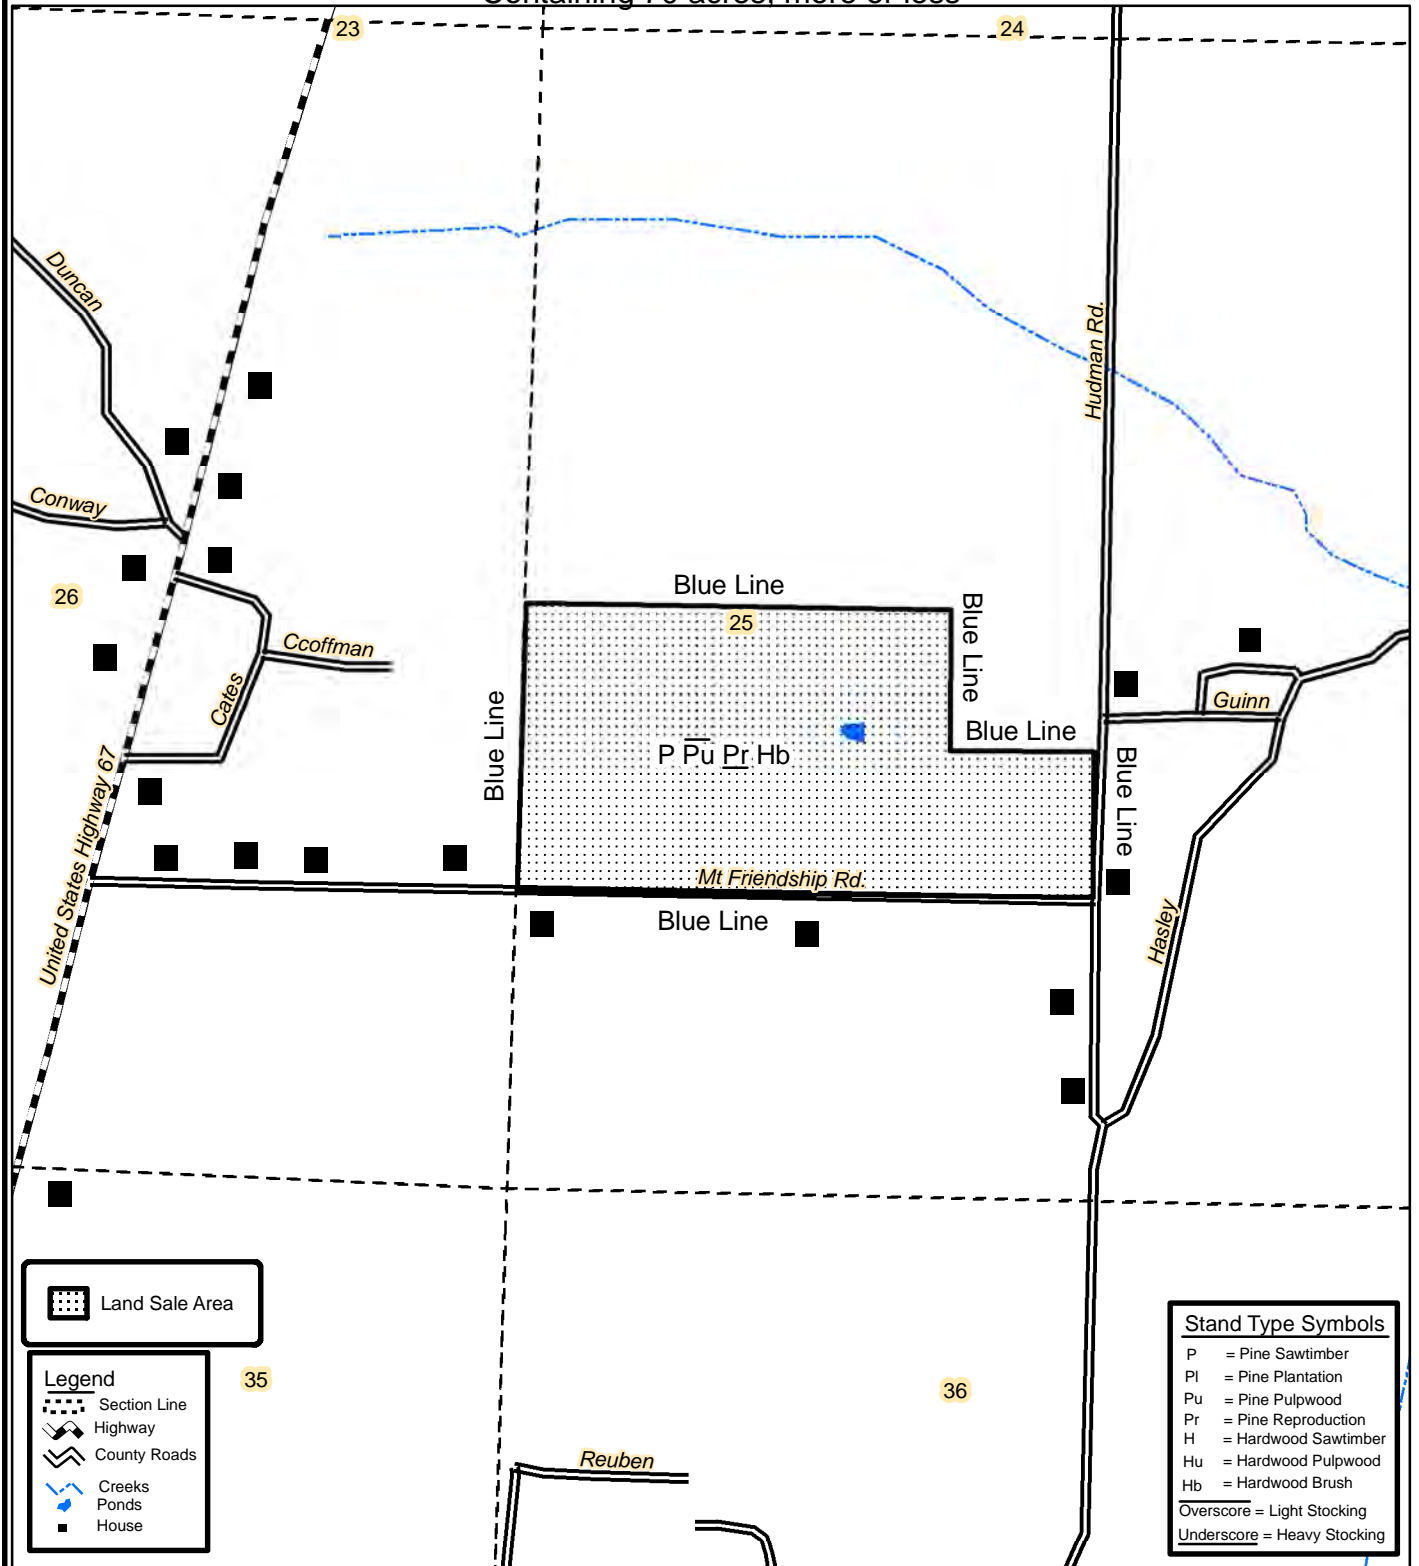 23
24
Duncan
Hudman Rd.
Conway
26
Blue Line
25
Blue Line
Ccoffman
Cates
Guinn
Blue Line
Blue Line
P Pu Pr Hb
Blue Line
United States Highway 67
Mt Friendship Rd.
Blue Line
Hasley
Land Sale Area
35
36
Reuben
Legend
Section Line
Highway
County Roads
Creeks
Ponds
House
Stand Type Symbols
P = Pine Sawtimber
Pl = Pine Plantation
Pu = Pine Pulpwood
Pr = Pine Reproduction
H = Hardwood Sawtimber
Hu = Hardwood Pulpwood
Hb = Hardwood Brush
Overscore = Light Stocking
Underscore = Heavy Stocking